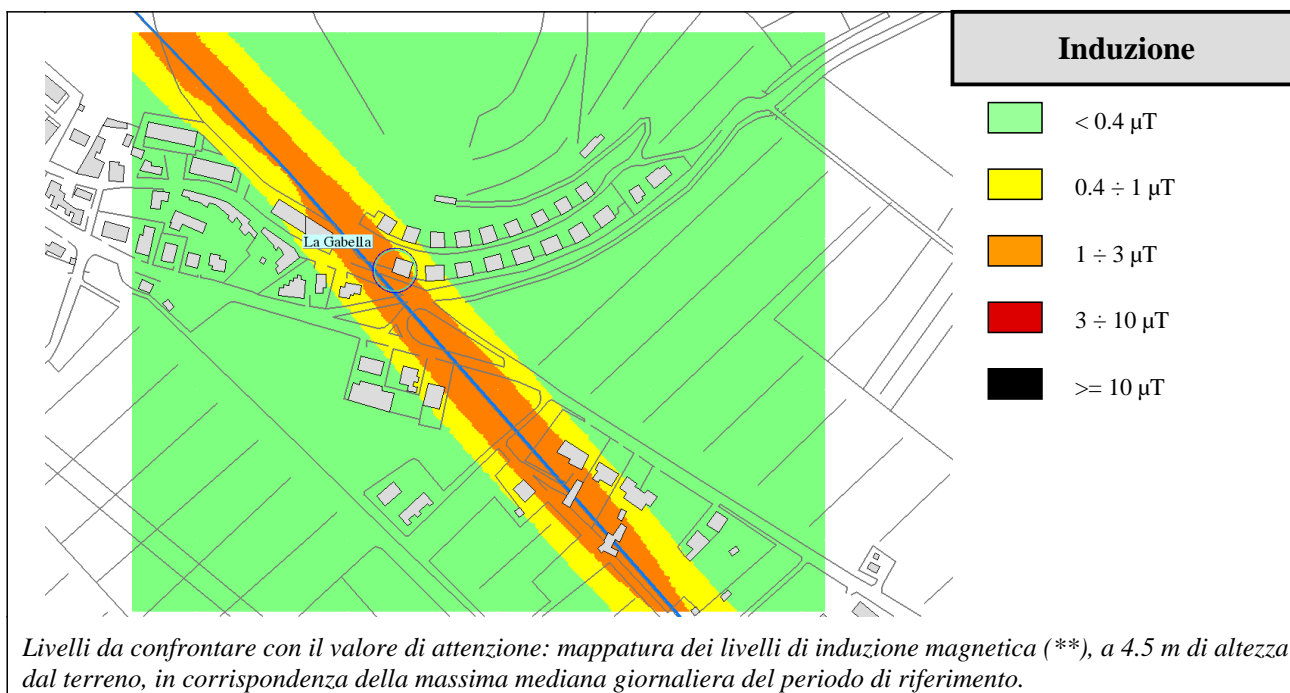 Induzione
< 0.4 µT
0.4 ÷ 1 µT
1 ÷ 3 µT
3 ÷ 10 µT
>= 10 µT
La Gabella
Livelli da confrontare con il valore di attenzione: mappatura dei livelli di induzione magnetica (**), a 4.5 m di altezza
dal terreno, in corrispondenza della massima mediana giornaliera del periodo di riferimento.